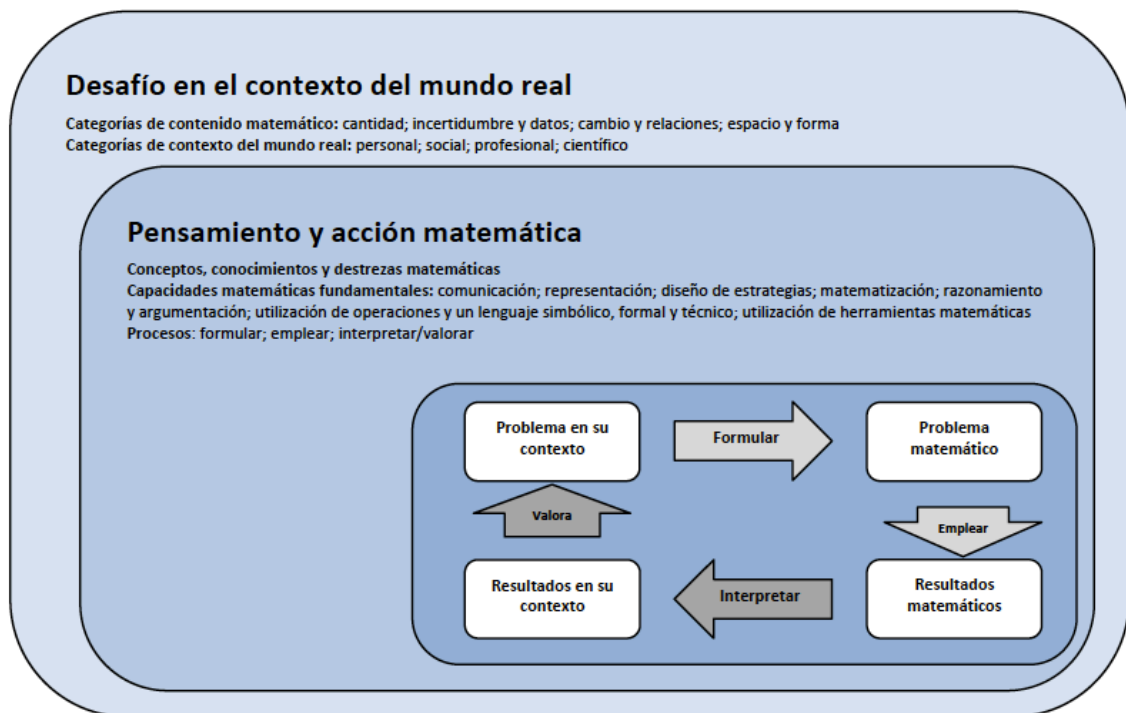 Desafío en el contexto del mundo real
Categorías de contenido matemático: cantidad; incertidumbre y datos; cambio y relaciones; espacio y forma
Categorías de contexto del mundo real: personal; social; profesional; científico
Pensamiento y acción matemática
Conceptos, conocimientos y destrezas matemáticas
Capacidades matemáticas fundamentales: comunicación; representación; diseño de estrategias; matematización; razonamiento
y argumentación; utilización de operaciones y un lenguaje simbólico, formal y técnico; utilización de herramientas matemáticas
Procesos: formular; emplear; interpretar/valorar
Problema en su
contexto
Formular
Problema
matemático
Valora
Emplear
Resultados en su
contexto
Interpretar
Resultados
matemáticos